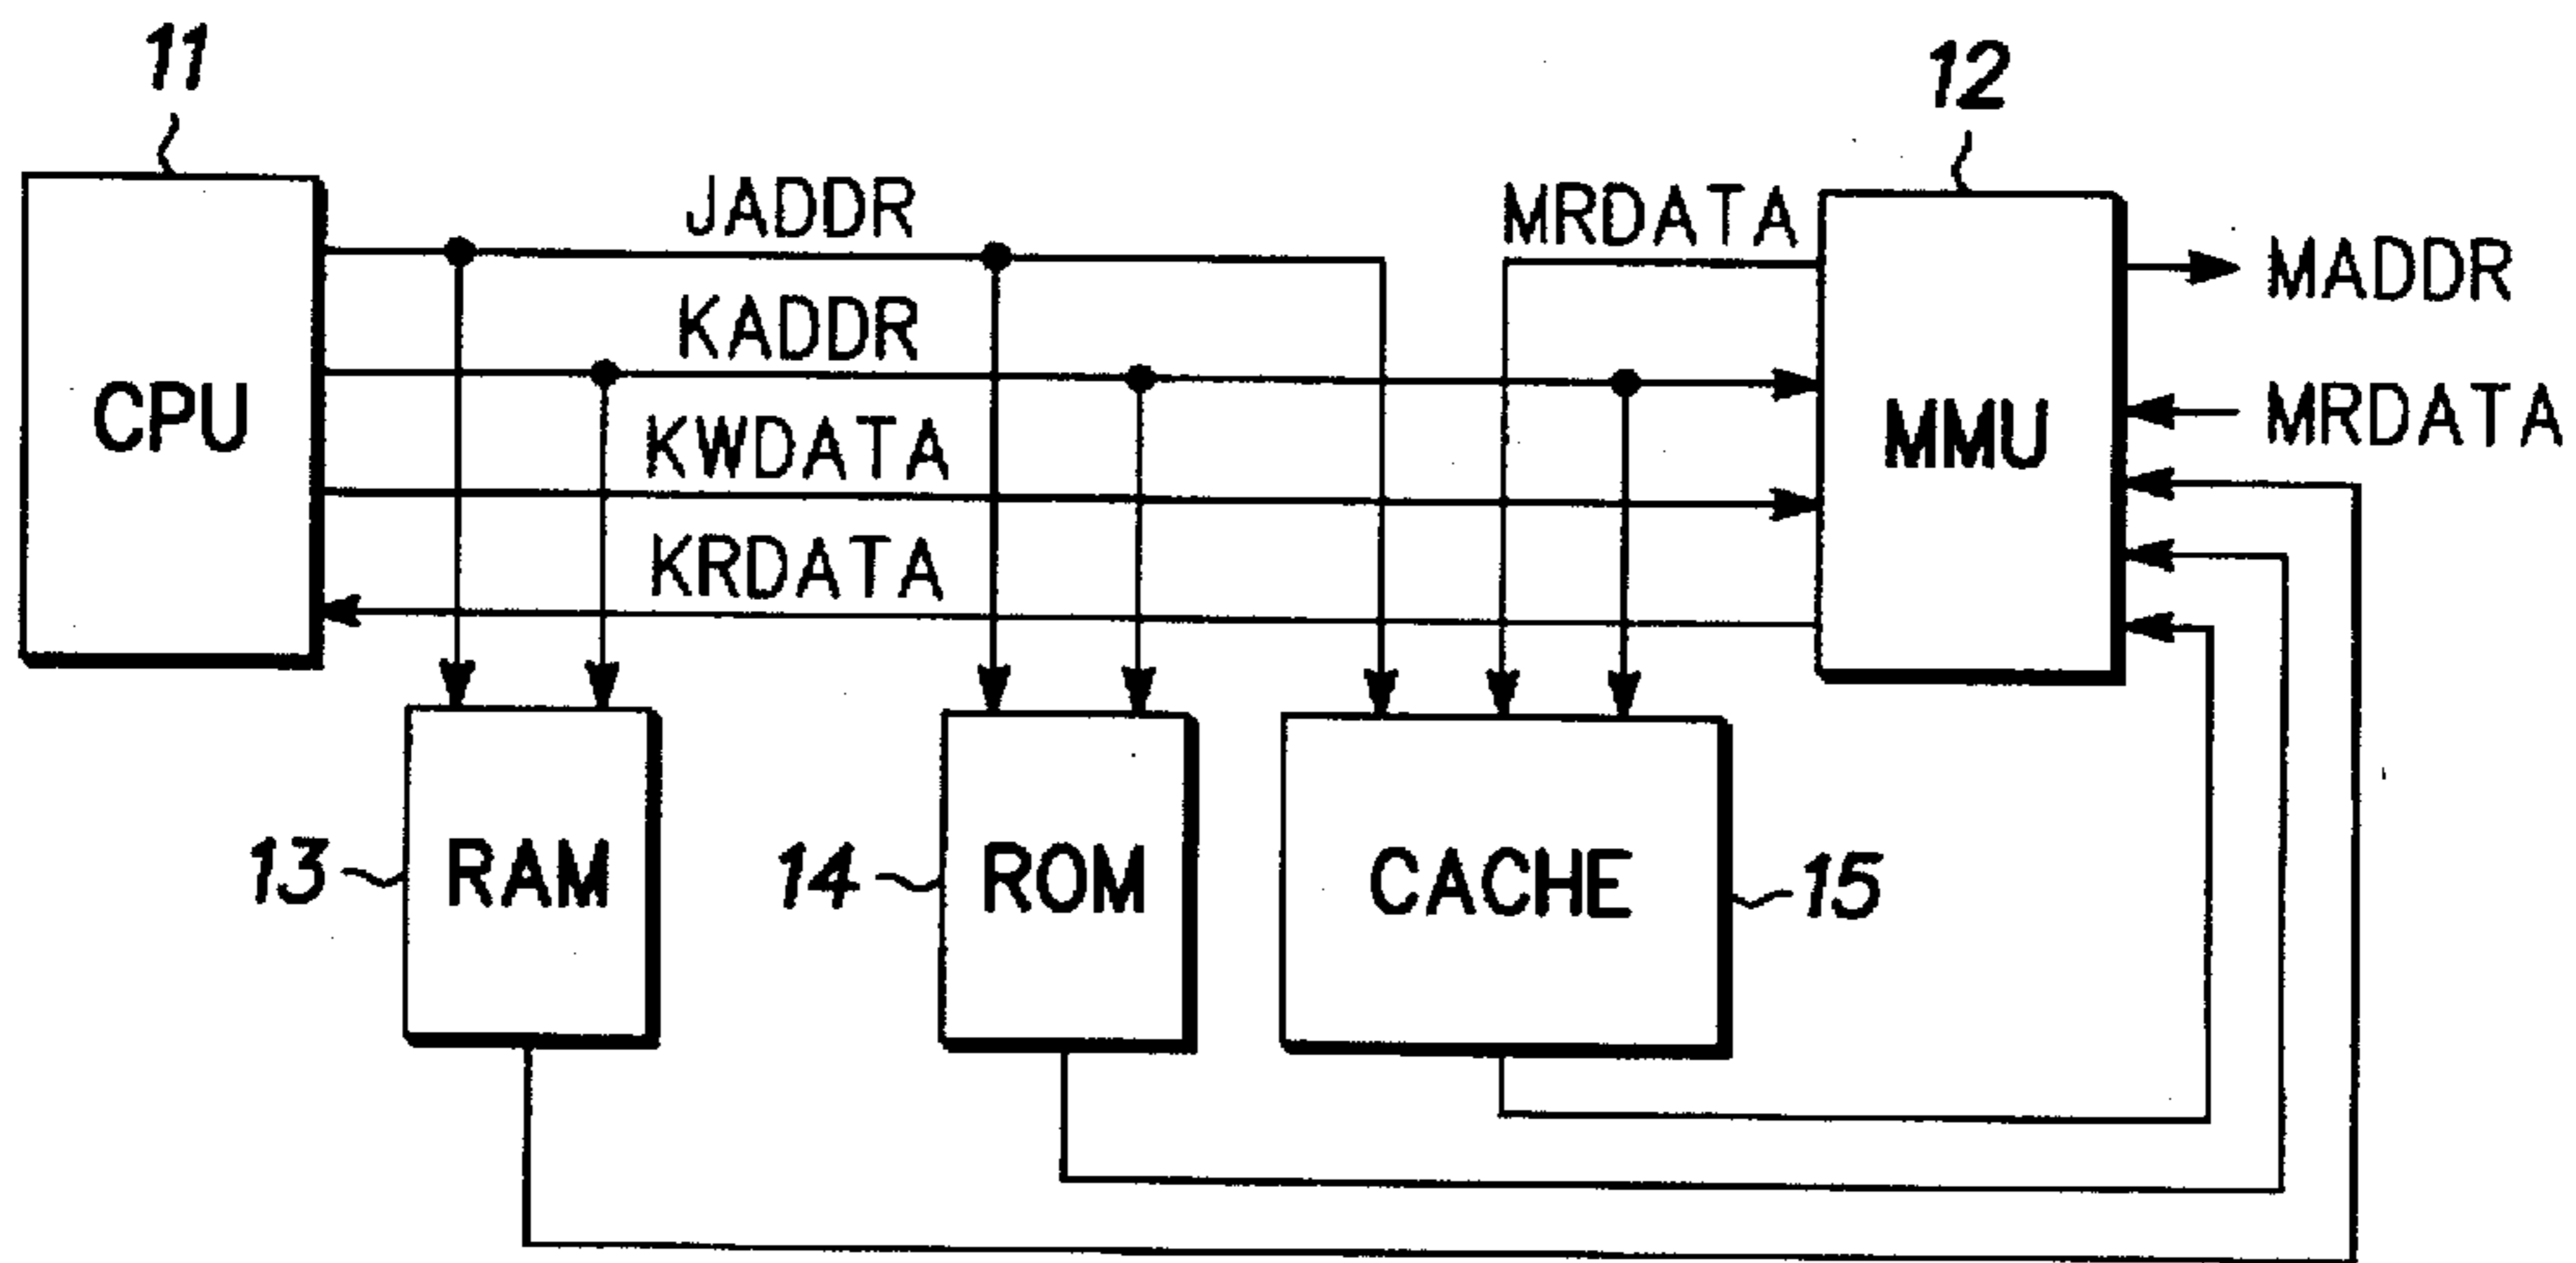 11
12
JADDR
MRDATA
MADDR
KADDR
CPU
KWDATA
MMU
MRDATA
KRDATA
13
RAM
14
ROM
CACHE
15